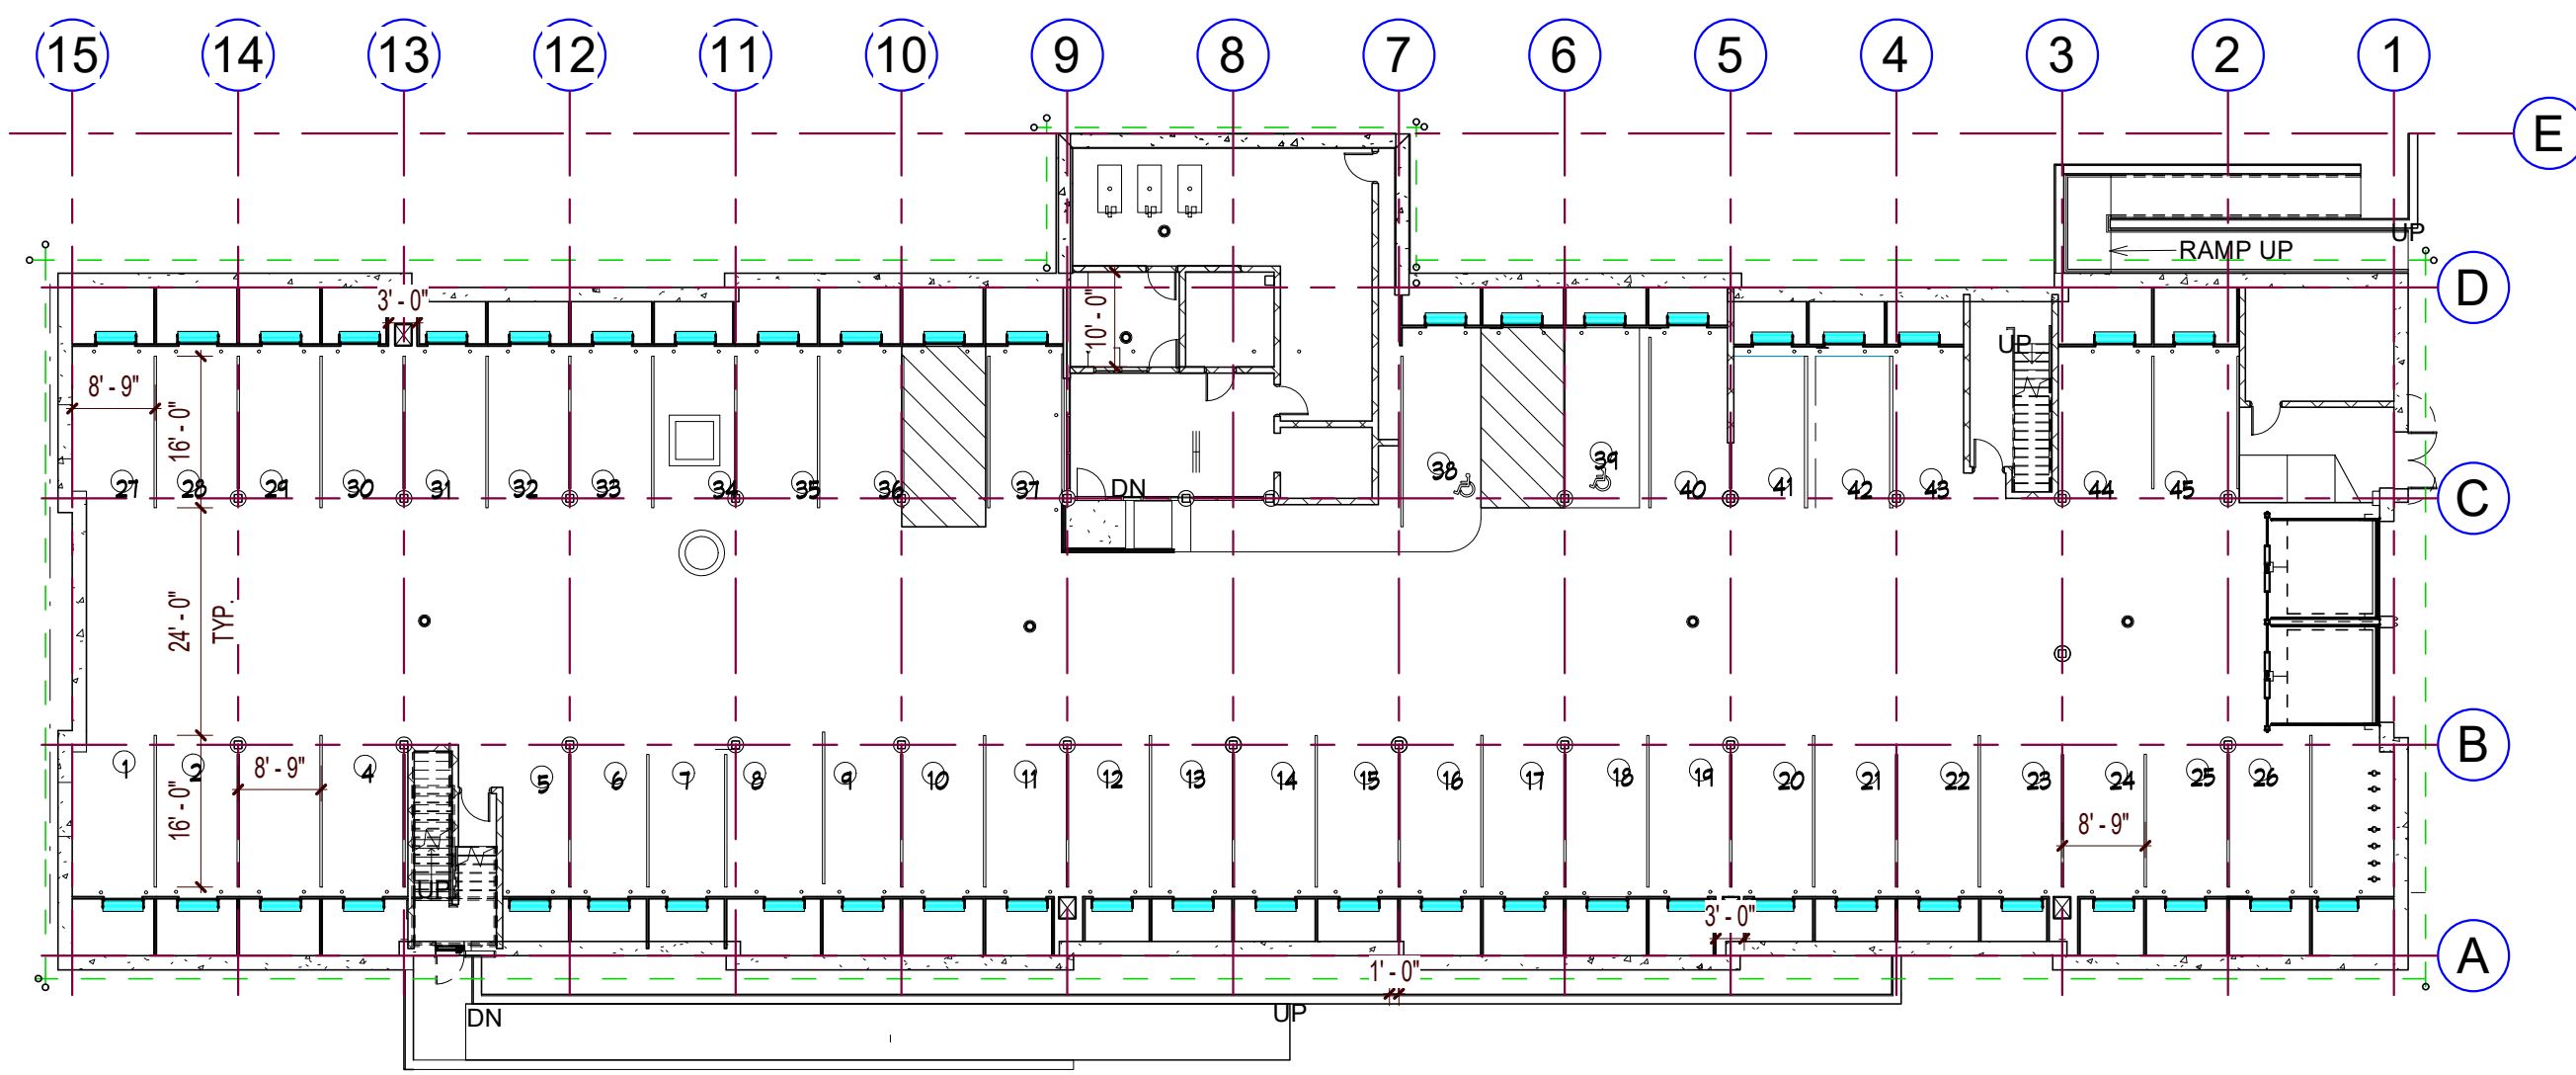 15 14 13 12 11 10 9 8 7 6 5 4 3 2 1
E
UP
RAMP UP
D
3' - 0"
10' - 0"
UP
8' - 9"
16' - 0"
27 28 29 30 31 32 33 34 35 36 37 38 39 40 41 42 43 44 45
DN
C
24' - 0"
TYP.
B
1 2 8' - 9" 4 5 6 7 8 9 10 11 12 13 14 15 16 17 18 19 20 21 22 23 24 25 26
16' - 0"
8' - 9"
UP
3' - 0"
A
1' - 0"
DN
UP